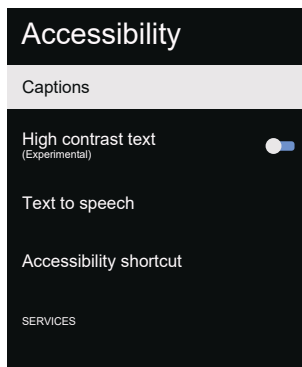 Accessibility
Captions
High contrast text
(Experimental)
Text to speech
Accessibility shortcut
SERVICES